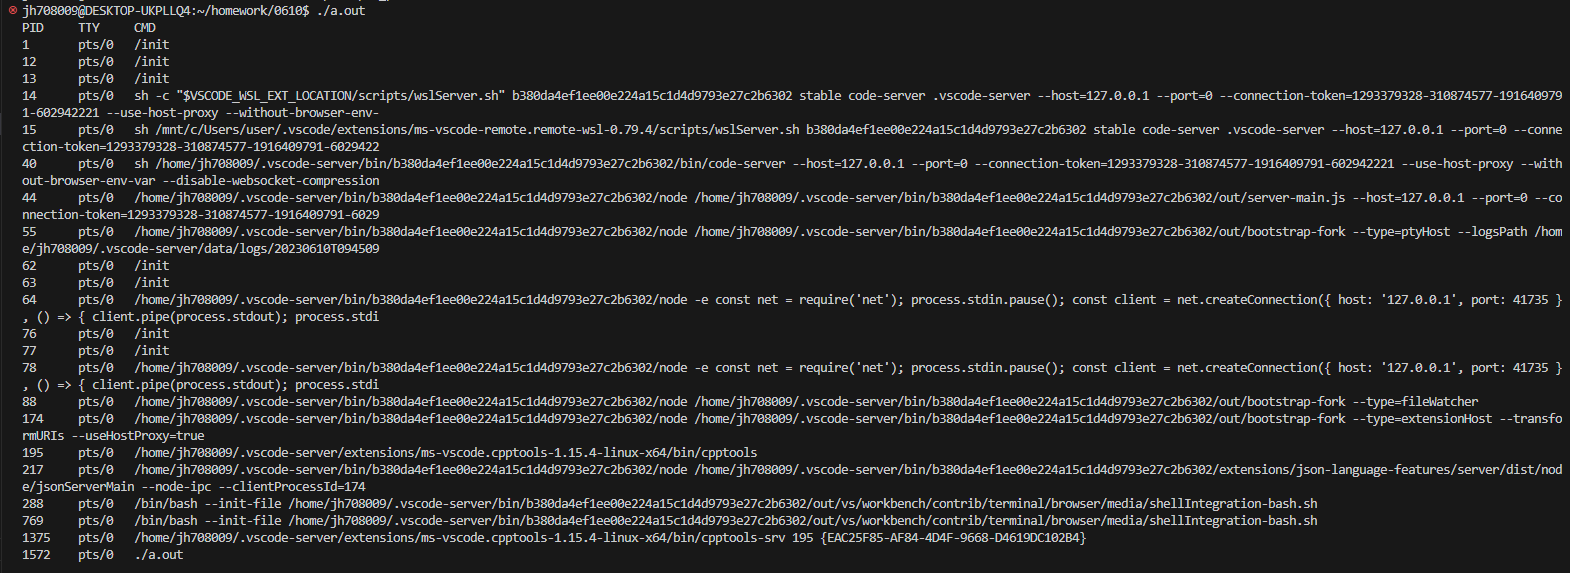 jh708009@DESKTOP-UKPLLQ4:~/homework/0610$ ./a.out
PID TTY CMD
1 pts/0 /init
12 pts/0 /init
13 pts/0 /init
14 pts/0 sh -c "$VSCODE_WSL_EXT_LOCATION/scripts/wslServer.sh" b380da4ef1ee00e224a15c1d4d9793e27c2b6302 stable code-server .vscode-server --host=127.0.0.1 --port=0 --connection-token=1293379328-310874577-191640979
1-602942221 --use-host-proxy --without-browser-env-
15 pts/0 sh /mnt/c/Users/user/.vscode/extensions/ms-vscode-remote.remote-wsl-0.79.4/scripts/wslServer.sh b380da4ef1ee00e224a15c1d4d9793e27c2b6302 stable code-server .vscode-server --host=127.0.0.1 --port=0 --conne
ction-token=1293379328-310874577-1916409791-6029422
40 pts/0 sh /home/jh708009/.vscode-server/bin/b380da4ef1ee00e224a15c1d4d9793e27c2b6302/bin/code-server --host=127.0.0.1 --port=0 --connection-token=1293379328-310874577-1916409791-602942221 --use-host-proxy --with
out-browser-env-var --disable-websocket-compression
44 pts/0 /home/jh708009/.vscode-server/bin/b380da4ef1ee00e224a15c1d4d9793e27c2b6302/node /home/jh708009/.vscode-server/bin/b380da4ef1ee00e224a15c1d4d9793e27c2b6302/out/server-main.js --host=127.0.0.1 --port=0 --co
nnection-token=1293379328-310874577-1916409791-6029
55 pts/0 /home/jh708009/.vscode-server/bin/b380da4ef1ee00e224a15c1d4d9793e27c2b6302/node /home/jh708009/.vscode-server/bin/b380da4ef1ee00e224a15c1d4d9793e27c2b6302/out/bootstrap-fork --type=ptyHost --logsPath /hom
e/jh708009/.vscode-server/data/logs/20230610T094509
62 pts/0 /init
63 pts/0 /init
64 pts/0 /home/jh708009/.vscode-server/bin/b380da4ef1ee00e224a15c1d4d9793e27c2b6302/node -e const net = require('net'); process.stdin.pause(); const client = net.createConnection({ host: '127.0.0.1', port: 41735 }
, () => { client.pipe(process.stdout); process.stdi
76 pts/0 /init
77 pts/0 /init
78 pts/0 /home/jh708009/.vscode-server/bin/b380da4ef1ee00e224a15c1d4d9793e27c2b6302/node -e const net = require('net'); process.stdin.pause(); const client = net.createConnection({ host: '127.0.0.1', port: 41735 }
, () => { client.pipe(process.stdout); process.stdi
88 pts/0 /home/jh708009/.vscode-server/bin/b380da4ef1ee00e224a15c1d4d9793e27c2b6302/node /home/jh708009/.vscode-server/bin/b380da4ef1ee00e224a15c1d4d9793e27c2b6302/out/bootstrap-fork --type=fileWatcher
174 pts/0 /home/jh708009/.vscode-server/bin/b380da4ef1ee00e224a15c1d4d9793e27c2b6302/node /home/jh708009/.vscode-server/bin/b380da4ef1ee00e224a15c1d4d9793e27c2b6302/out/bootstrap-fork --type=extensionHost --transfo
rmURIs --useHostProxy=true
195 pts/0 /home/jh708009/.vscode-server/extensions/ms-vscode.cpptools-1.15.4-linux-x64/bin/cpptools
217 pts/0 /home/jh708009/.vscode-server/bin/b380da4ef1ee00e224a15c1d4d9793e27c2b6302/node /home/jh708009/.vscode-server/bin/b380da4ef1ee00e224a15c1d4d9793e27c2b6302/extensions/json-language-features/server/dist/nod
e/jsonServerMain --node-ipc --clientProcessId=174
288 pts/0 /bin/bash --init-file /home/jh708009/.vscode-server/bin/b380da4ef1ee00e224a15c1d4d9793e27c2b6302/out/vs/workbench/contrib/terminal/browser/media/shellIntegration-bash.sh
769 pts/0 /bin/bash --init-file /home/jh708009/.vscode-server/bin/b380da4ef1ee00e224a15c1d4d9793e27c2b6302/out/vs/workbench/contrib/terminal/browser/media/shellIntegration-bash.sh
1375 pts/0 /home/jh708009/.vscode-server/extensions/ms-vscode.cpptools-1.15.4-linux-x64/bin/cpptools-srv 195 {EAC25F85-AF84-4D4F-9668-D4619DC102B4}
1572 pts/0 ./a.out